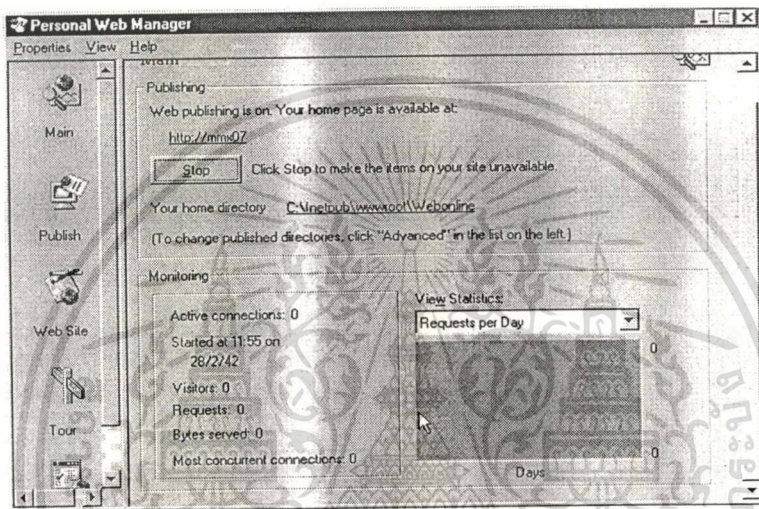 Personal Web Manager
Properties View Help
Main
Publishing
Web publishing is on. Your home page is available at:
http://mmx07
Stop
Click Stop to make the items on your site unavailable.
Your home directory C:\Inetpub\wwwroot\Webonline
(To change published directories, click "Advanced" in the list on the left.)
Main
Publish
Web Site
Tour
Monitoring
Active connections: 0
Started at 11:55 on
28/2/42
Visitors: 0
Requests: 0
Bytes served: 0
Most concurrent connections: 0
View Statistics:
Requests per Day
0
0
Days